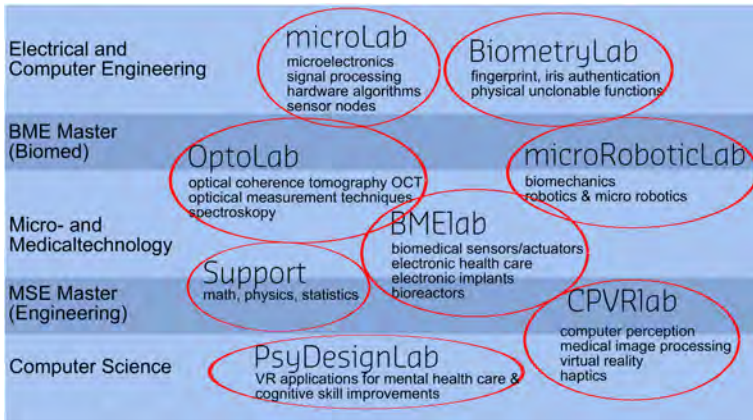 Electrical and
Computer Engineering
microLab
microelectronics
signal processing
hardware algorithms
sensor nodes
BiometryLab
fingerprint, iris authentication
physical unclonable functions
BME Master
(Biomed)
OptoLab
optical coherence tomography OCT
opticical measurement techniques
spectroskopy
microRoboticLab
biomechanics
robotics & micro robotics
Micro- and
Medicaltechnology
BMElab
biomedical sensors/actuators
electronic health care
electronic implants
bioreactors
Support
math, physics, statistics
MSE Master
(Engineering)
CPVRlab
computer perception
medical image processing
virtual reality
haptics
Computer Science
PsyDesignLab
VR applications for mental health care &
cognitive skill improvements